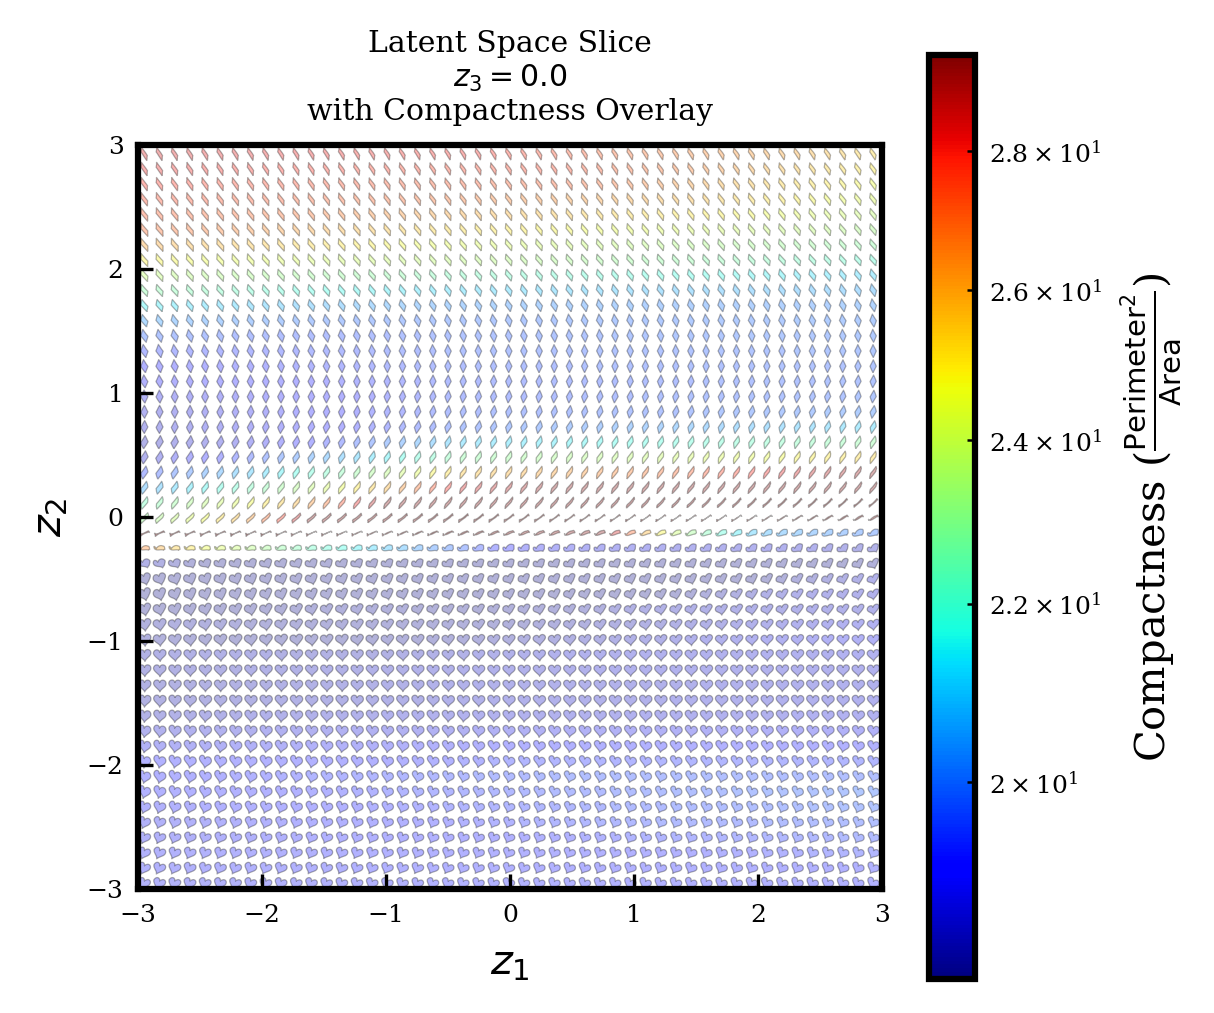 Latent Space Slice
z₃ = 0.0
with Compactness Overlay
3
2
1
0
−1
−2
−3
z₂
−3
−2
−1
0
1
2
3
z₁
2.8 × 10¹
2.6 × 10¹
2.4 × 10¹
2.2 × 10¹
2 × 10¹
Compactness (Perimeter²/Area)